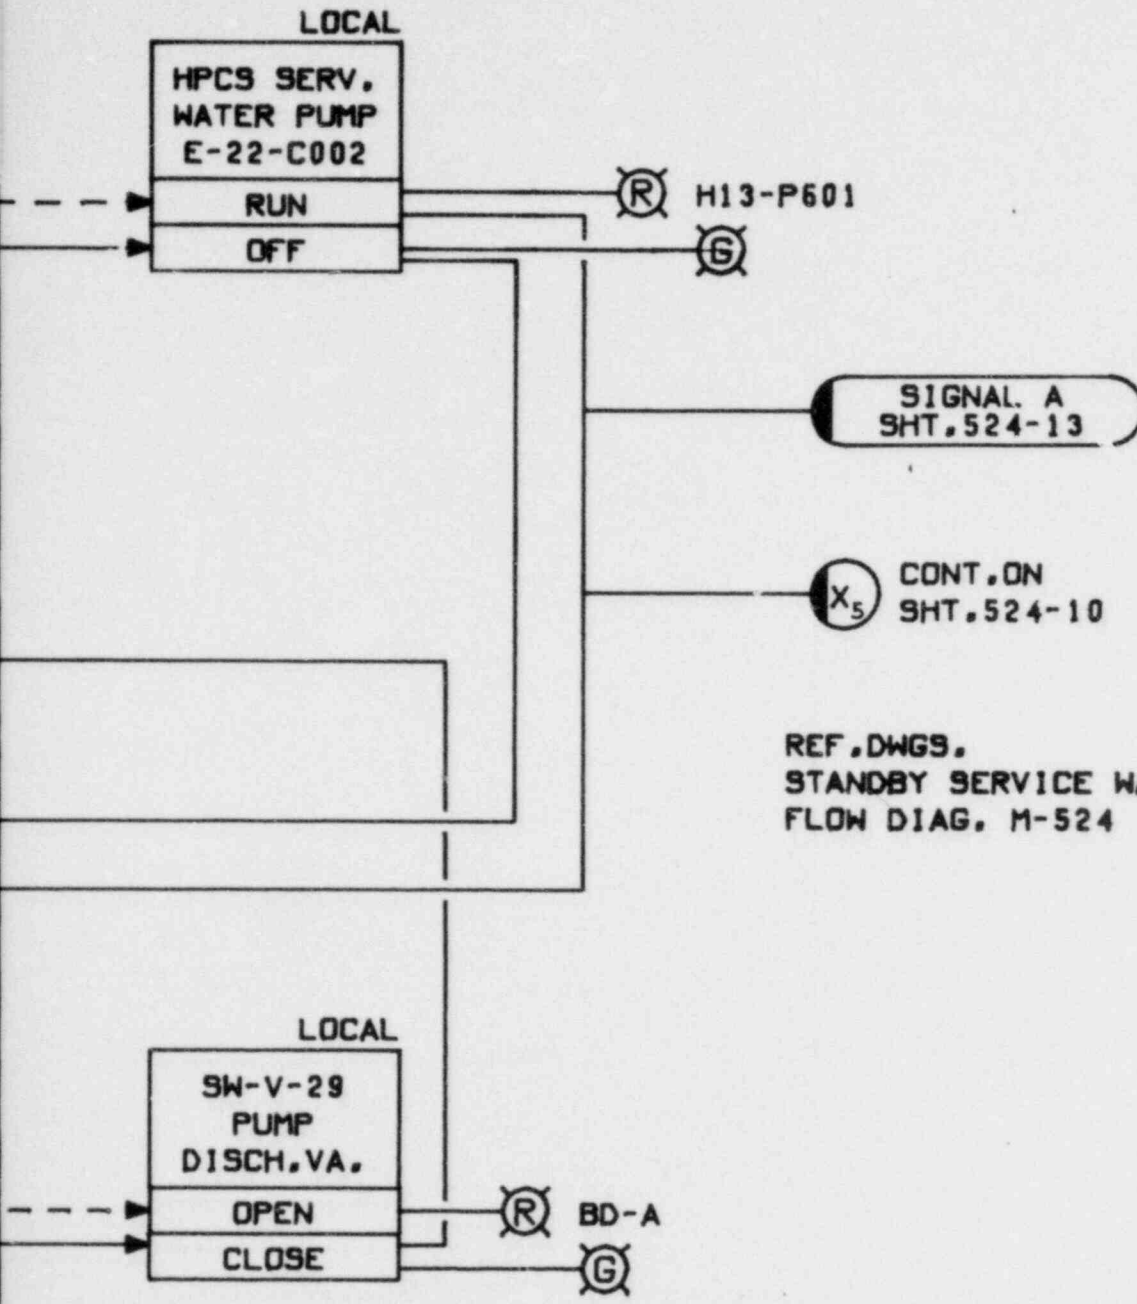 LOCAL
HPCS SERV.
WATER PUMP
E-22-C002
RUN
OFF
R H13-P601
G
SIGNAL A
SHT.524-13
X5 CONT.ON
SHT.524-10
REF.DWGS.
STANDBY SERVICE
FLOW DIAG. M-524
LOCAL
SW-V-29
PUMP
DISCH.VA.
OPEN
CLOSE
R BD-A
G